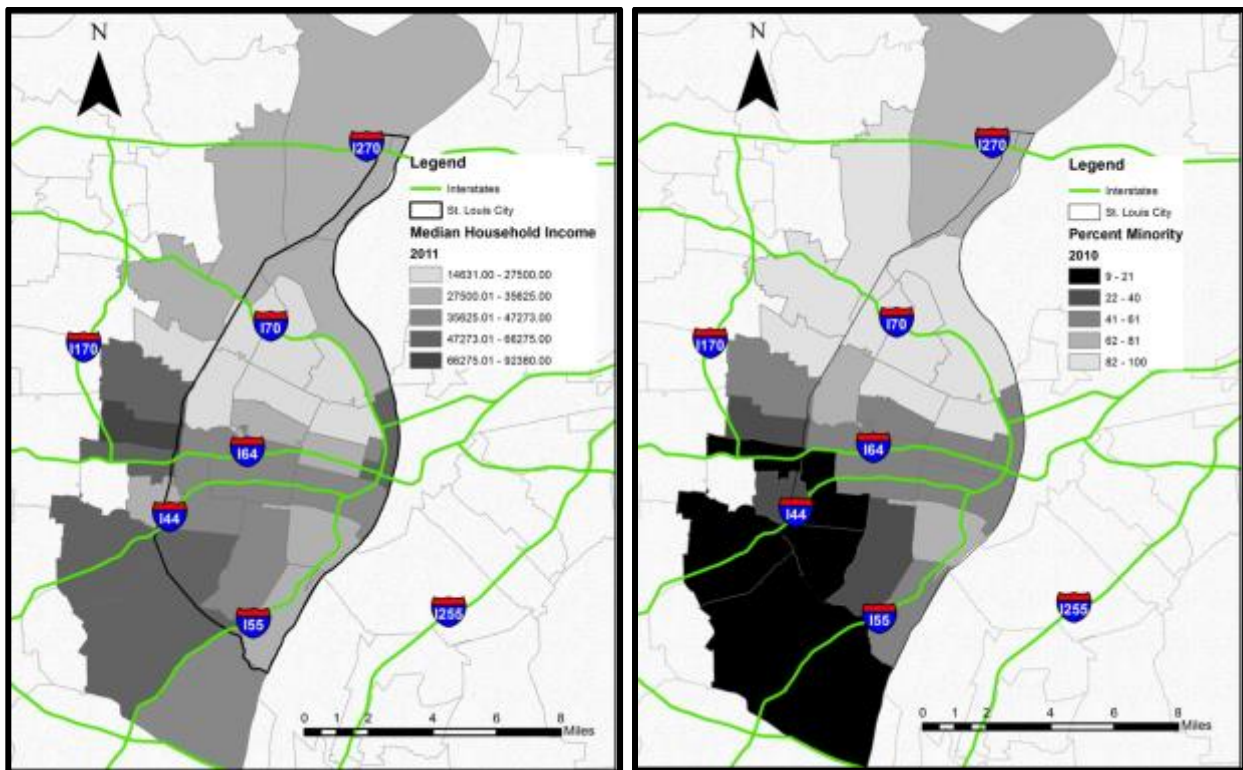 N
I270
Legend
Interstates
St. Louis City
Median Household Income
2011
14631.00 - 27500.00
27500.01 - 35625.00
35625.01 - 47273.00
47273.01 - 66275.00
66275.01 - 92360.00
I70
I170
I64
I44
I55
I255
0 1 2 4 6 8
Miles
N
I270
Legend
Interstates
St. Louis City
Percent Minority
2010
9 - 21
22 - 40
41 - 61
62 - 81
82 - 100
I70
I170
I64
I44
I55
I255
0 1 2 4 6 8
Miles